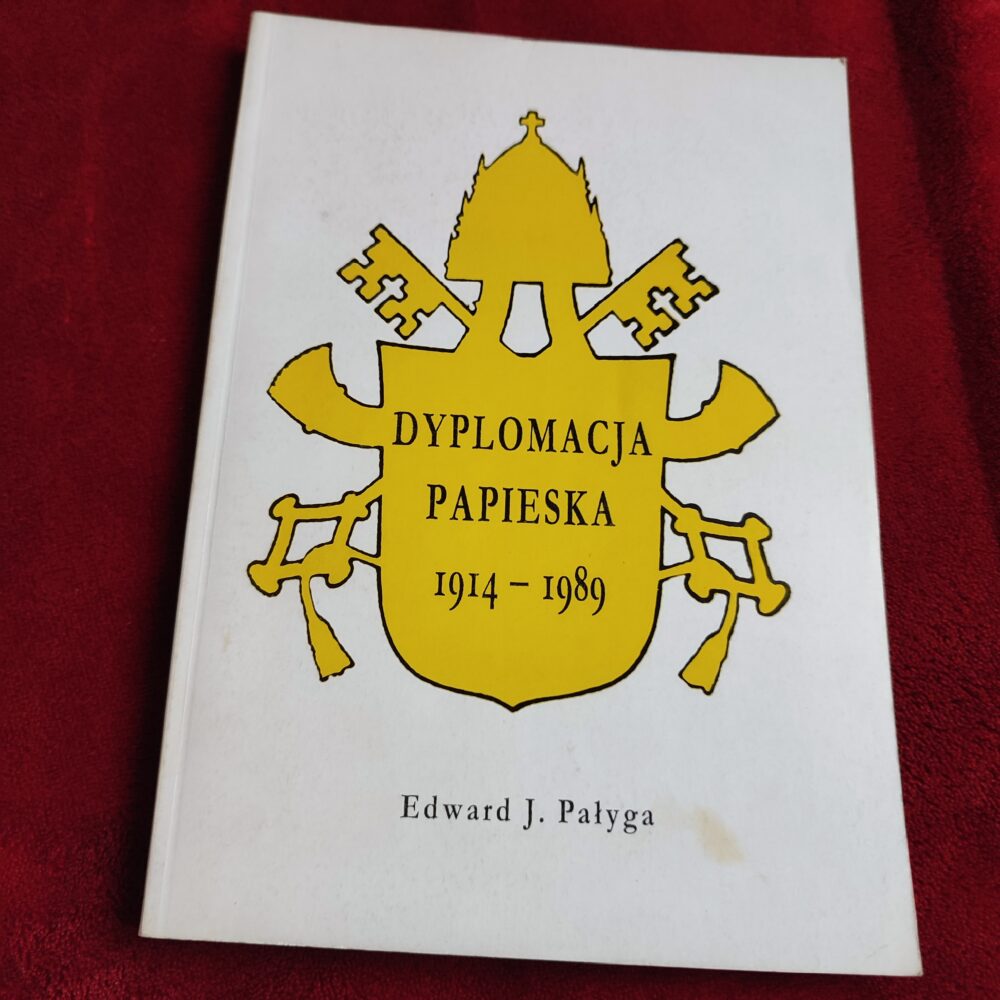 DYPLOMACJA
PAPIESKA
1914 – 1989
Edward J. Pałyga